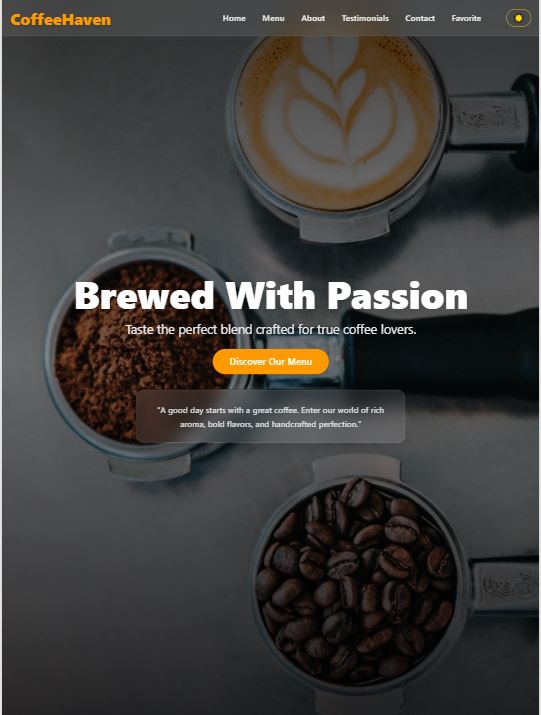 CoffeeHaven
Home Menu About Testimonials Contact Favorite
Brewed With Passion
Taste the perfect blend crafted for true coffee lovers.
Discover Our Menu
"A good day starts with a great coffee. Enter our world of rich
aroma, bold flavors, and handcrafted perfection."